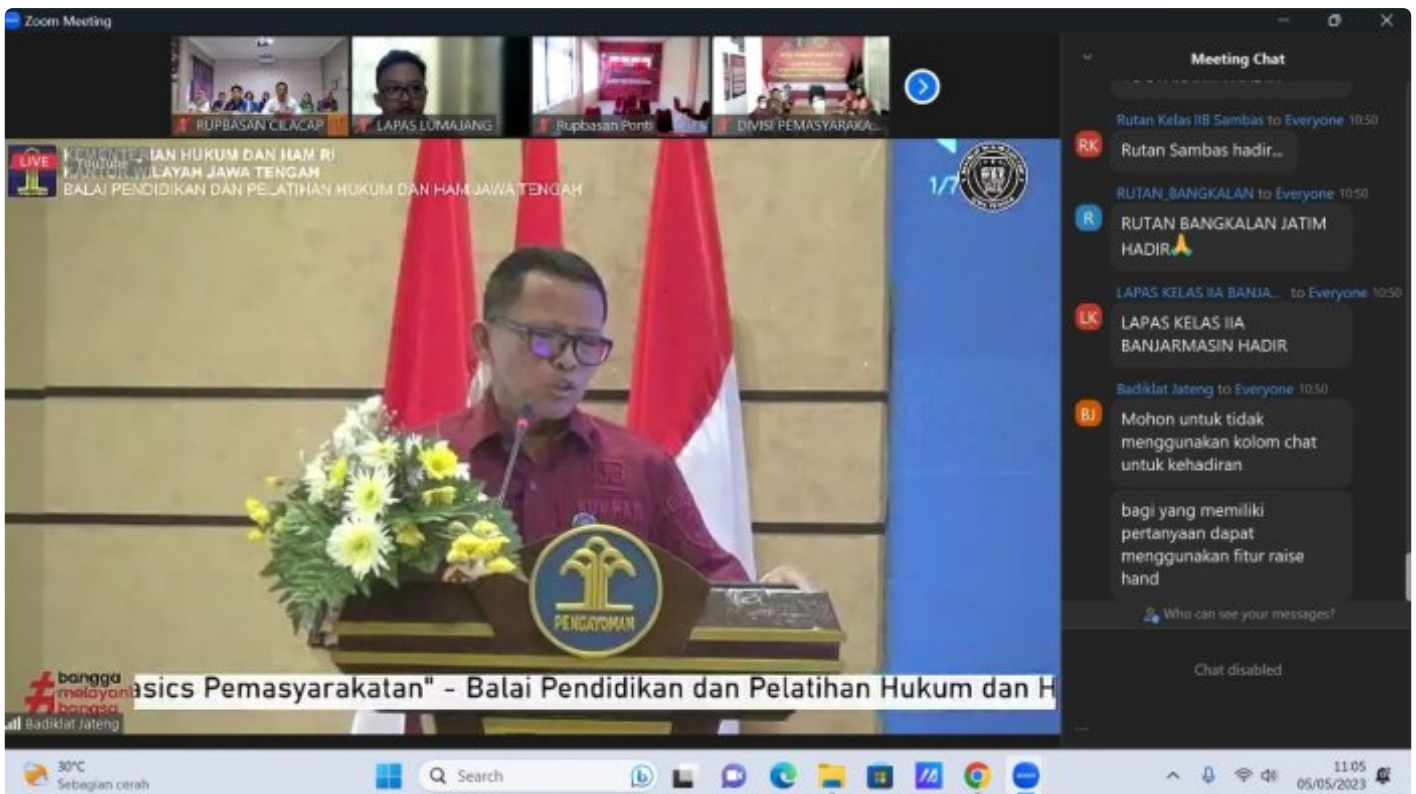 Zoom Meeting
RUPBASAN CILACAP
LAPAS LUMAJANG
Rupbasan Ponti
DIVISI PEMASYARAKA...
LIVE
YouTube
KEMENTERIAN HUKUM DAN HAM RI
KANTOR WILAYAH JAWA TENGAH
BALAI PENDIDIKAN DAN PELATIHAN HUKUM DAN HAM JAWA TENGAH
1/7
PENGAYOMAN
#bangga
melayani
bangsa
asics Pemasyarakatan" - Balai Pendidikan dan Pelatihan Hukum dan H
Badiklat Jateng
Meeting Chat
Rutan Kelas IIB Sambas to Everyone 10:50
RK
Rutan Sambas hadir...
RUTAN_BANGKALAN to Everyone 10:50
R
RUTAN BANGKALAN JATIM
HADIR🙏
LAPAS KELAS IIA BANJA... to Everyone 10:50
LK
LAPAS KELAS IIA
BANJARMASIN HADIR
Badiklat Jateng to Everyone 10:50
BJ
Mohon untuk tidak
menggunakan kolom chat
untuk kehadiran
bagi yang memiliki
pertanyaan dapat
menggunakan fitur raise
hand
Who can see your messages?
Chat disabled
30°C
Sebagian cerah
Search
11:05
05/05/2023